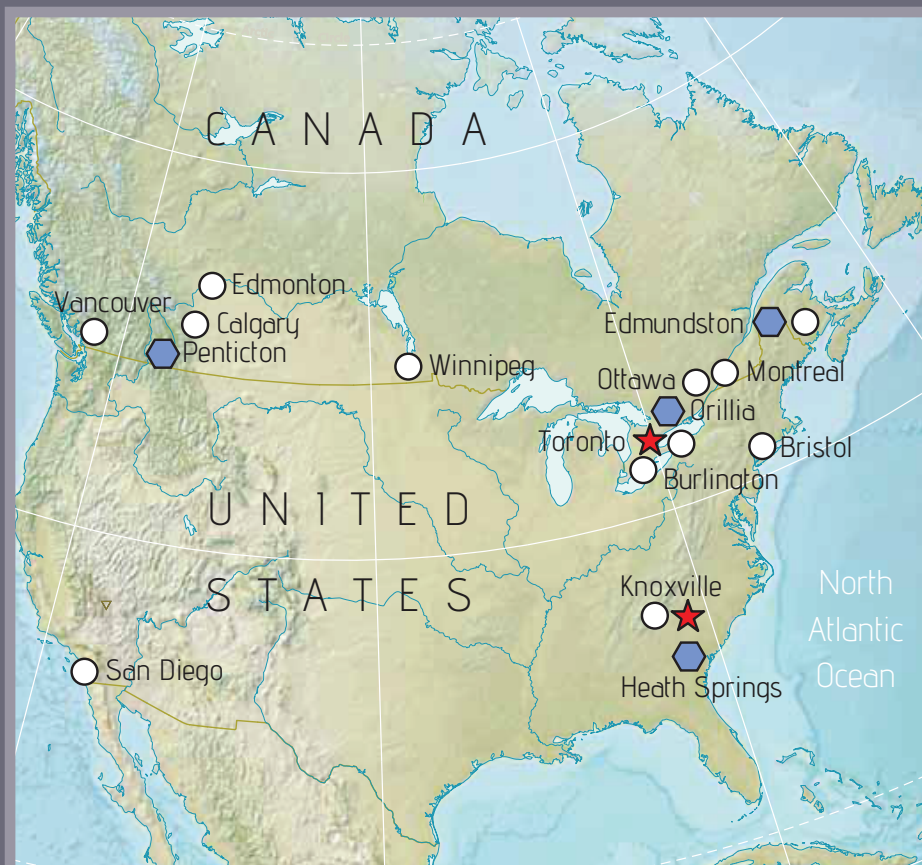 CANADA
Edmonton
Vancouver
Calgary
Penticton
Winnipeg
Edmundston
Montreal
Ottawa
Orillia
Toronto
Bristol
Burlington
UNITED
STATES
Knoxville
North
Atlantic
Ocean
San Diego
Heath Springs